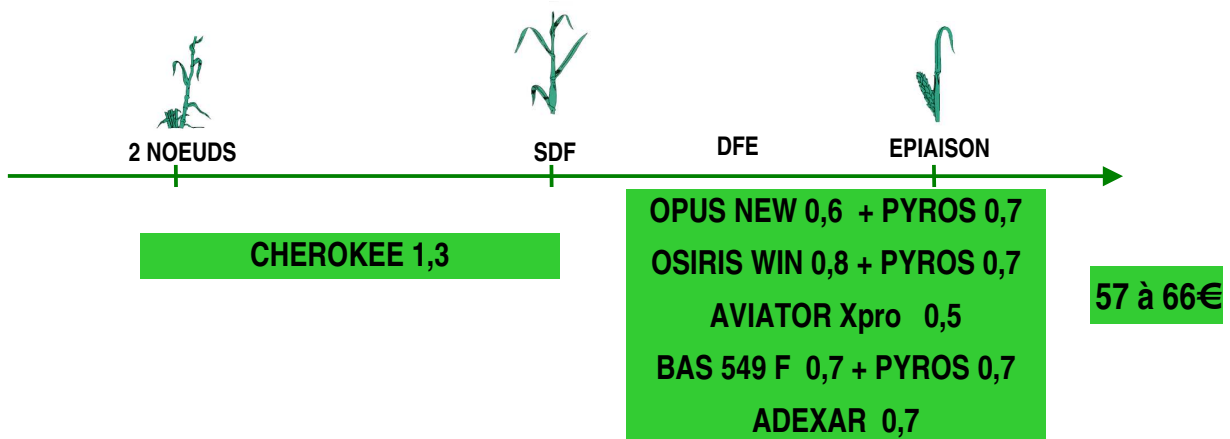 2 NOEUDS
SDF
DFE
EPIAISON
CHEROKEE 1,3
OPUS NEW 0,6 + PYROS 0,7
OSIRIS WIN 0,8 + PYROS 0,7
AVIATOR Xpro 0,5
BAS 549 F 0,7 + PYROS 0,7
ADEXAR 0,7
57 à 66€